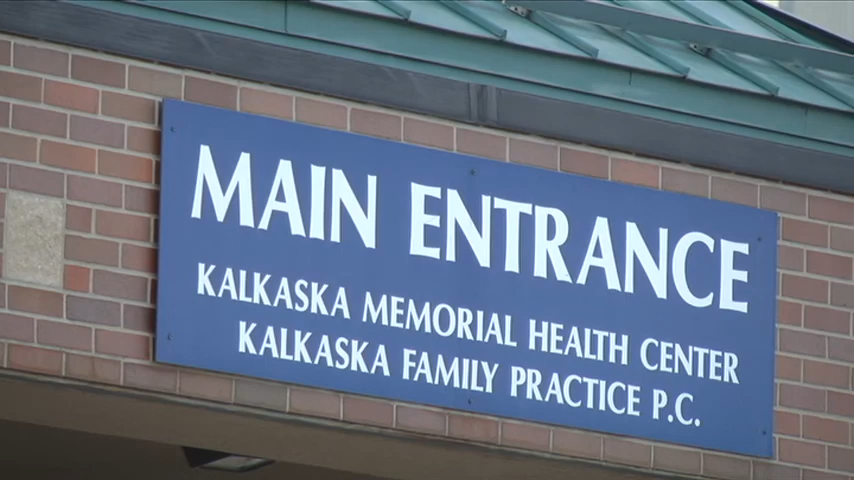 MAIN ENTRANCE
KALKASKA MEMORIAL HEALTH CENTER
KALKASKA FAMILY PRACTICE P.C.